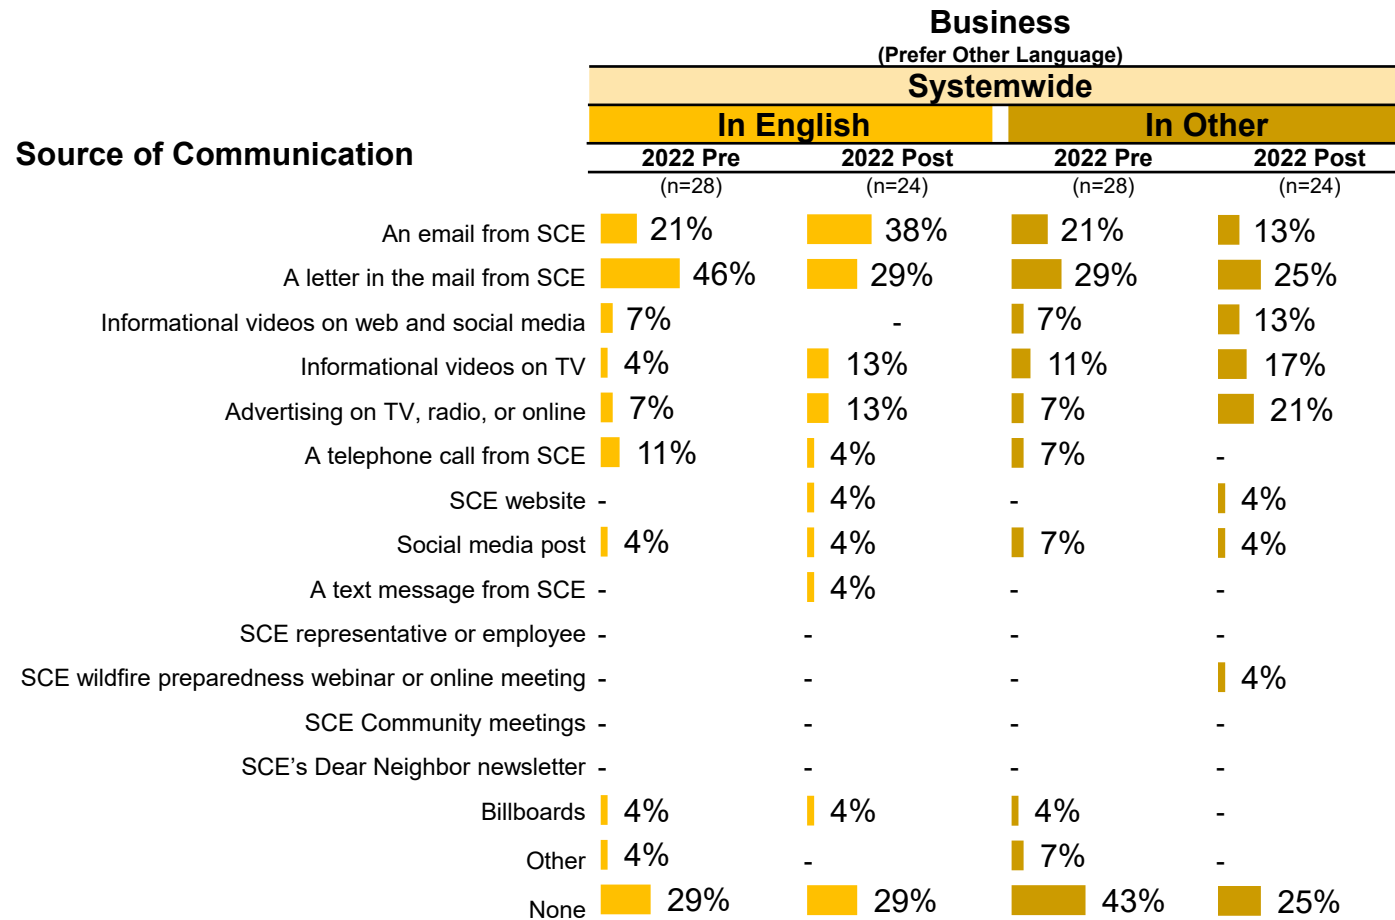 Business
(Prefer Other Language)
Systemwide
In English In Other
Source of Communication
2022 Pre 2022 Post 2022 Pre 2022 Post
(n=28) (n=24) (n=28) (n=24)
An email from SCE 21% 38% 21% 13%
A letter in the mail from SCE 46% 29% 29% 25%
Informational videos on web and social media 7% - 7% 13%
Informational videos on TV 4% 13% 11% 17%
Advertising on TV, radio, or online 7% 13% 7% 21%
A telephone call from SCE 11% 4% 7% -
SCE website - 4% - 4%
Social media post 4% 4% 7% 4%
A text message from SCE - 4% - -
SCE representative or employee - - - -
SCE wildfire preparedness webinar or online meeting - - - 4%
SCE Community meetings - - - -
SCE’s Dear Neighbor newsletter - - - -
Billboards 4% 4% 4% -
Other 4% - 7% -
None 29% 29% 43% 25%